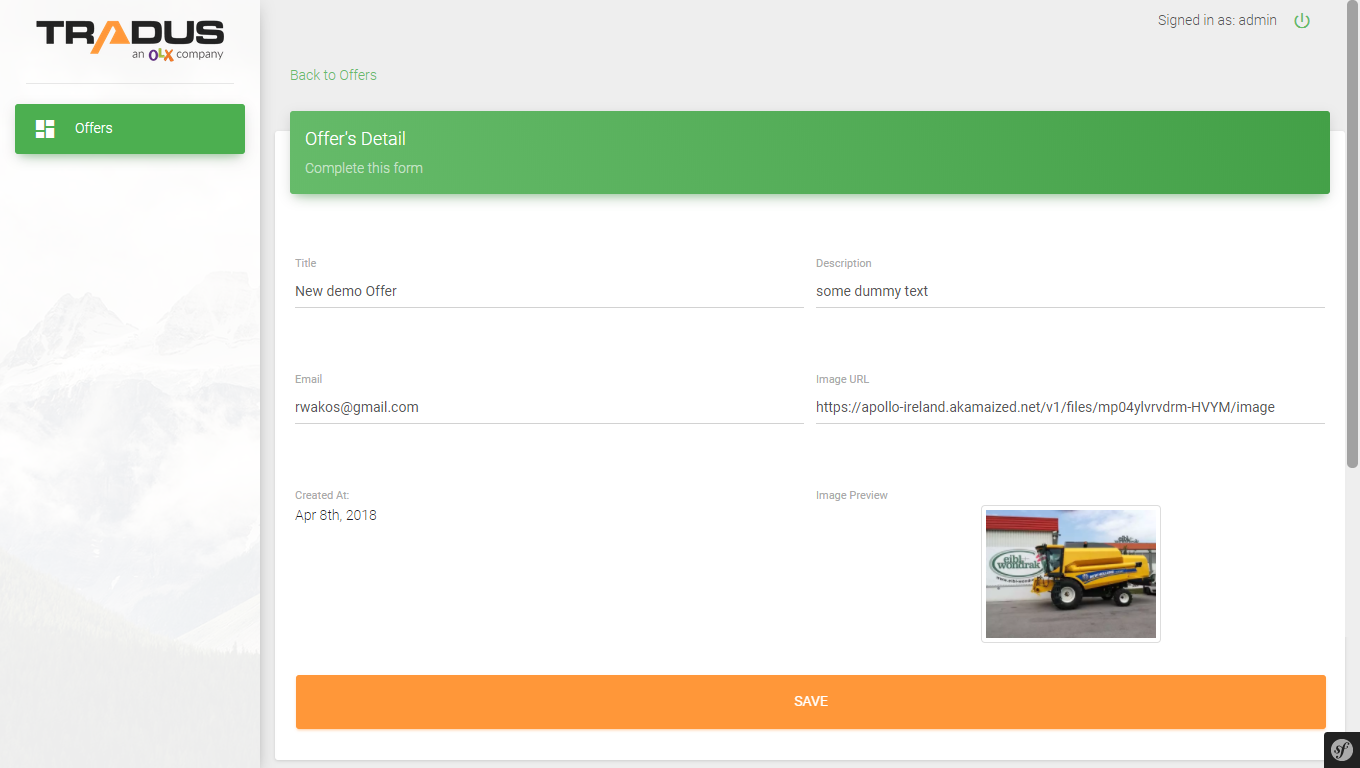 TRADUS
an OLX company
Offers
Signed in as: admin
Back to Offers
Offer's Detail
Complete this form
Title
New demo Offer
Description
some dummy text
Email
rwakos@gmail.com
Image URL
https://apollo-ireland.akamaized.net/v1/files/mp04ylvrvdrm-HVYM/image
Created At:
Apr 8th, 2018
Image Preview
eibl
wondrak
NEW HOLLAND
SAVE
sf